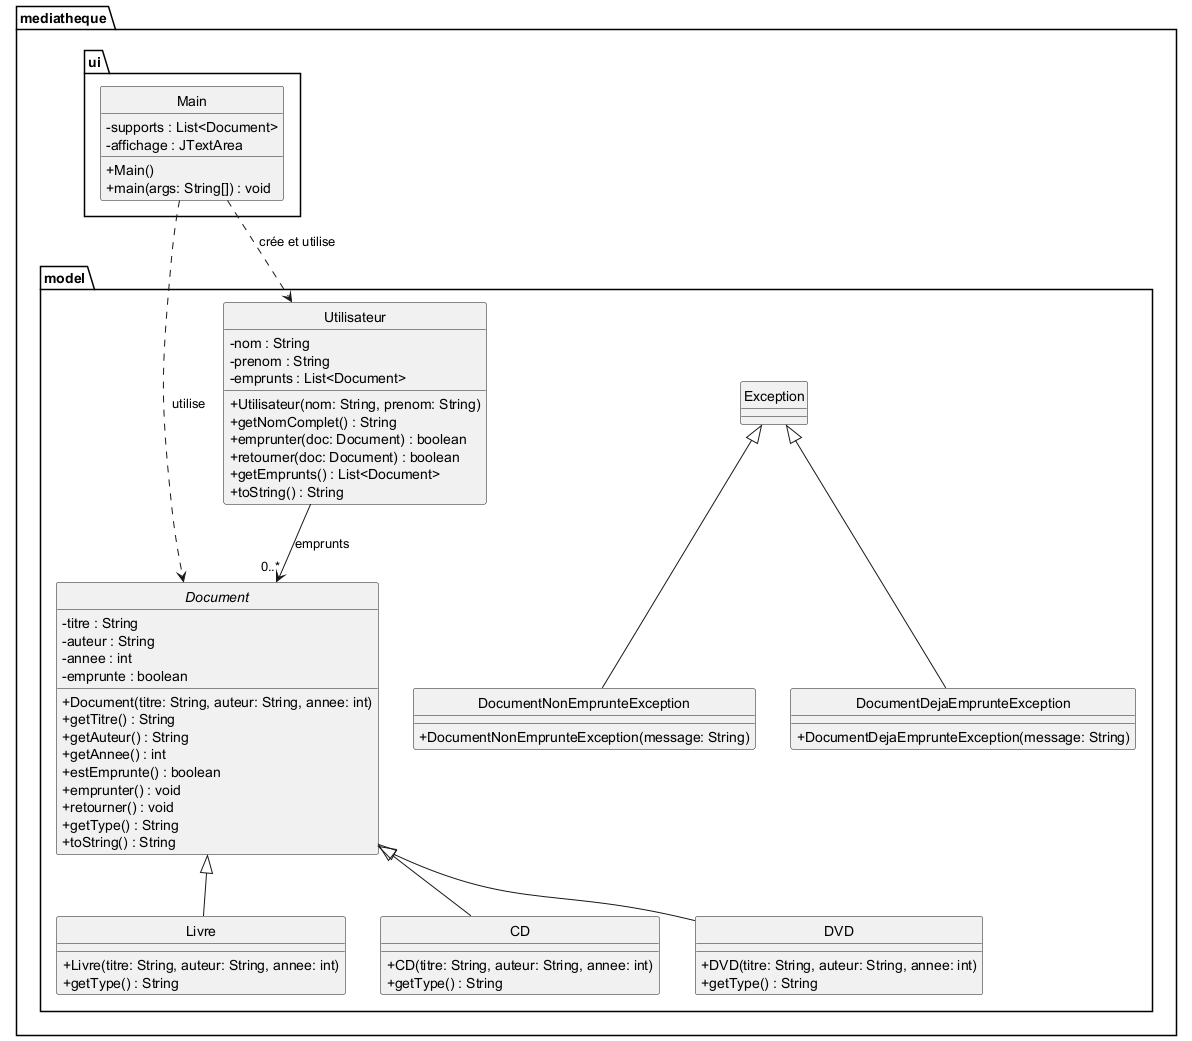 mediatheque
ui
Main
-supports : List<Document>
-affichage : JTextArea
+Main()
+main(args: String[]) : void
crée et utilise
utilise
model
Utilisateur
-nom : String
-prenom : String
-emprunts : List<Document>
+Utilisateur(nom: String, prenom: String)
+getNomComplet() : String
+emprunter(doc: Document) : boolean
+retourner(doc: Document) : boolean
+getEmprunts() : List<Document>
+toString() : String
Exception
emprunts
0..*
Document
-titre : String
-auteur : String
-annee : int
-emprunte : boolean
+Document(titre: String, auteur: String, annee: int)
+getTitre() : String
+getAuteur() : String
+getAnnee() : int
+estEmprunte() : boolean
+emprunter() : void
+retourner() : void
+getType() : String
+toString() : String
DocumentNonEmprunteException
+DocumentNonEmprunteException(message: String)
DocumentDejaEmprunteException
+DocumentDejaEmprunteException(message: String)
Livre
+Livre(titre: String, auteur: String, annee: int)
+getType() : String
CD
+CD(titre: String, auteur: String, annee: int)
+getType() : String
DVD
+DVD(titre: String, auteur: String, annee: int)
+getType() : String